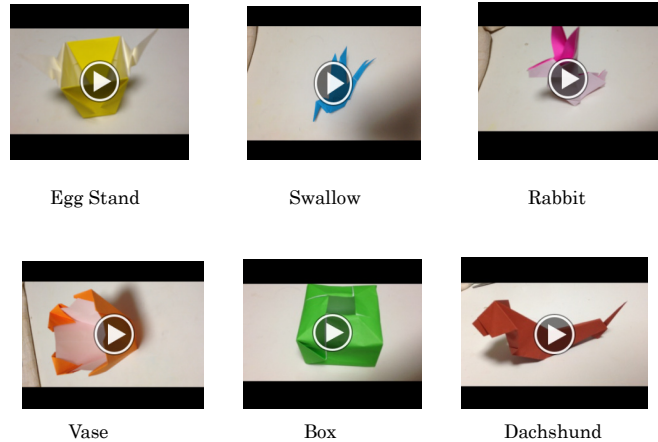 Egg Stand
Swallow
Rabbit
Vase
Box
Dachshund